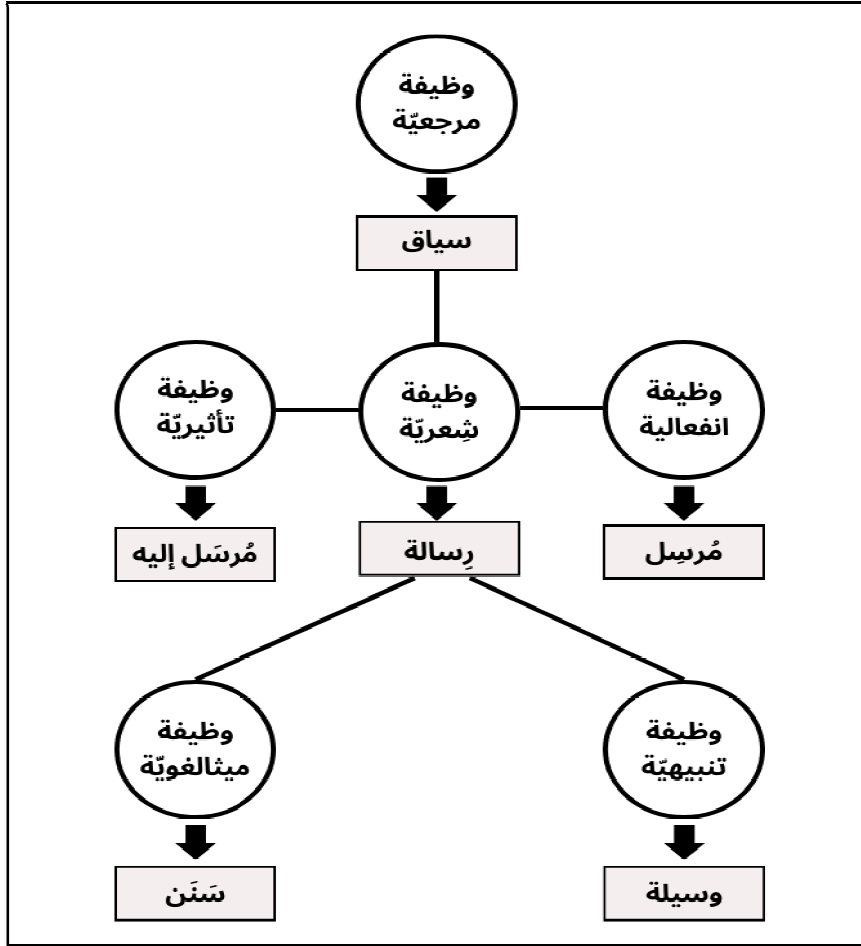 وظيفة
مرجعيّة
سياق
وظيفة
انفعالية
وظيفة
شِعريّة
وظيفة
تأثيريّة
مُرسِل
رِسالة
مُرسَل إليه
وظيفة
تنبيهيّة
وظيفة
ميثالغويّة
وسيلة
سَنَن